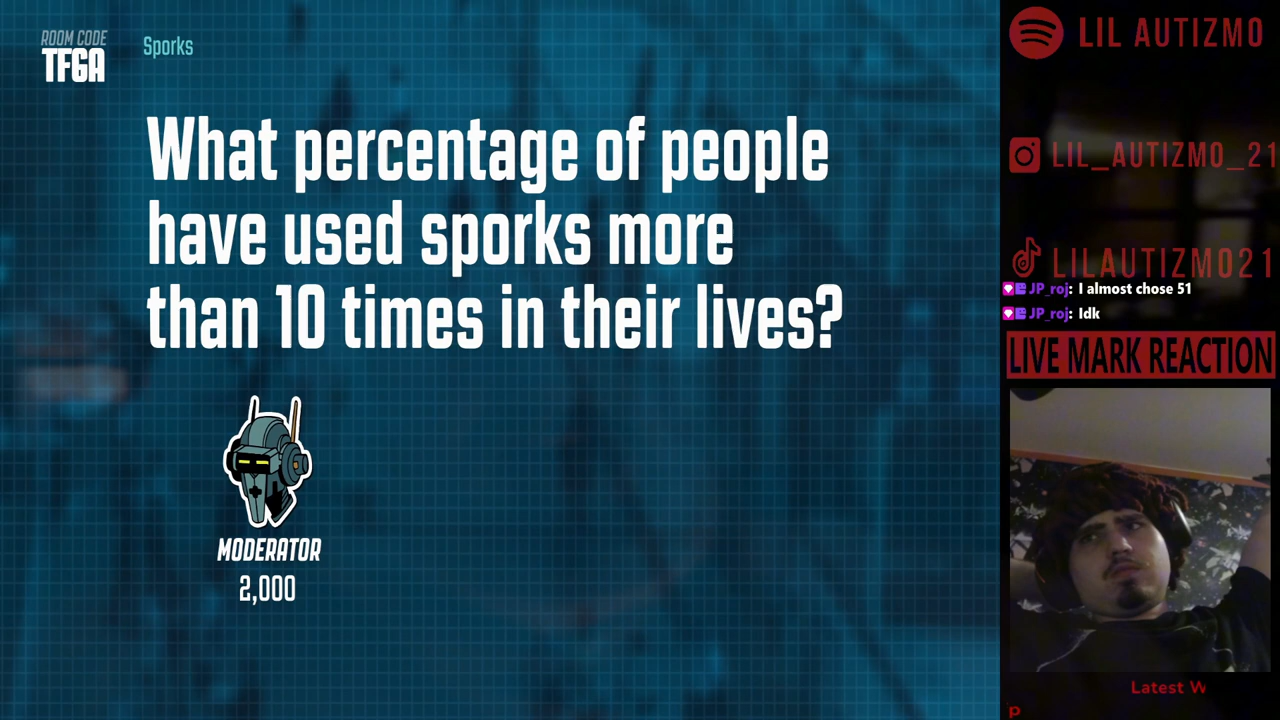 ROOM CODE
TFGA
Sporks
What percentage of people
have used sporks more
than 10 times in their lives?
MODERATOR
2,000
LIL AUTIZMO
LIL_AUTIZMO_21
LILAUTIZMO21
JP_roj: I almost chose 51
JP_roj: Idk
LIVE MARK REACTION
Latest W